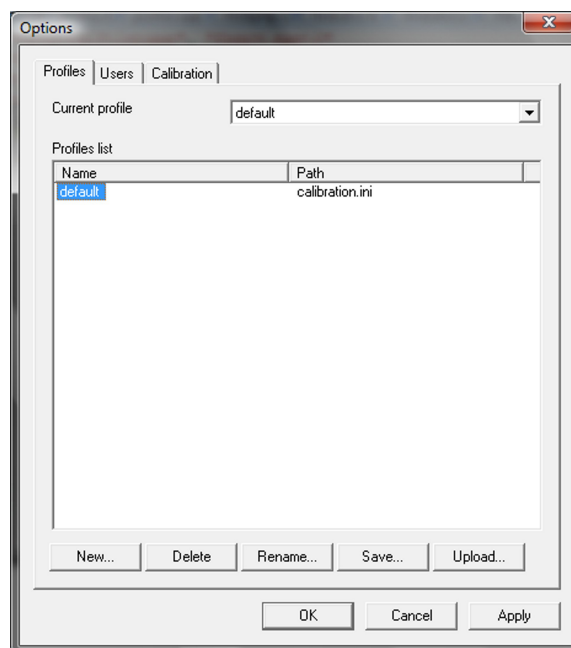 Options
Profiles Users Calibration
Current profile default
Profiles list
Name Path
default calibration.ini
New... Delete Rename... Save... Upload...
OK Cancel Apply